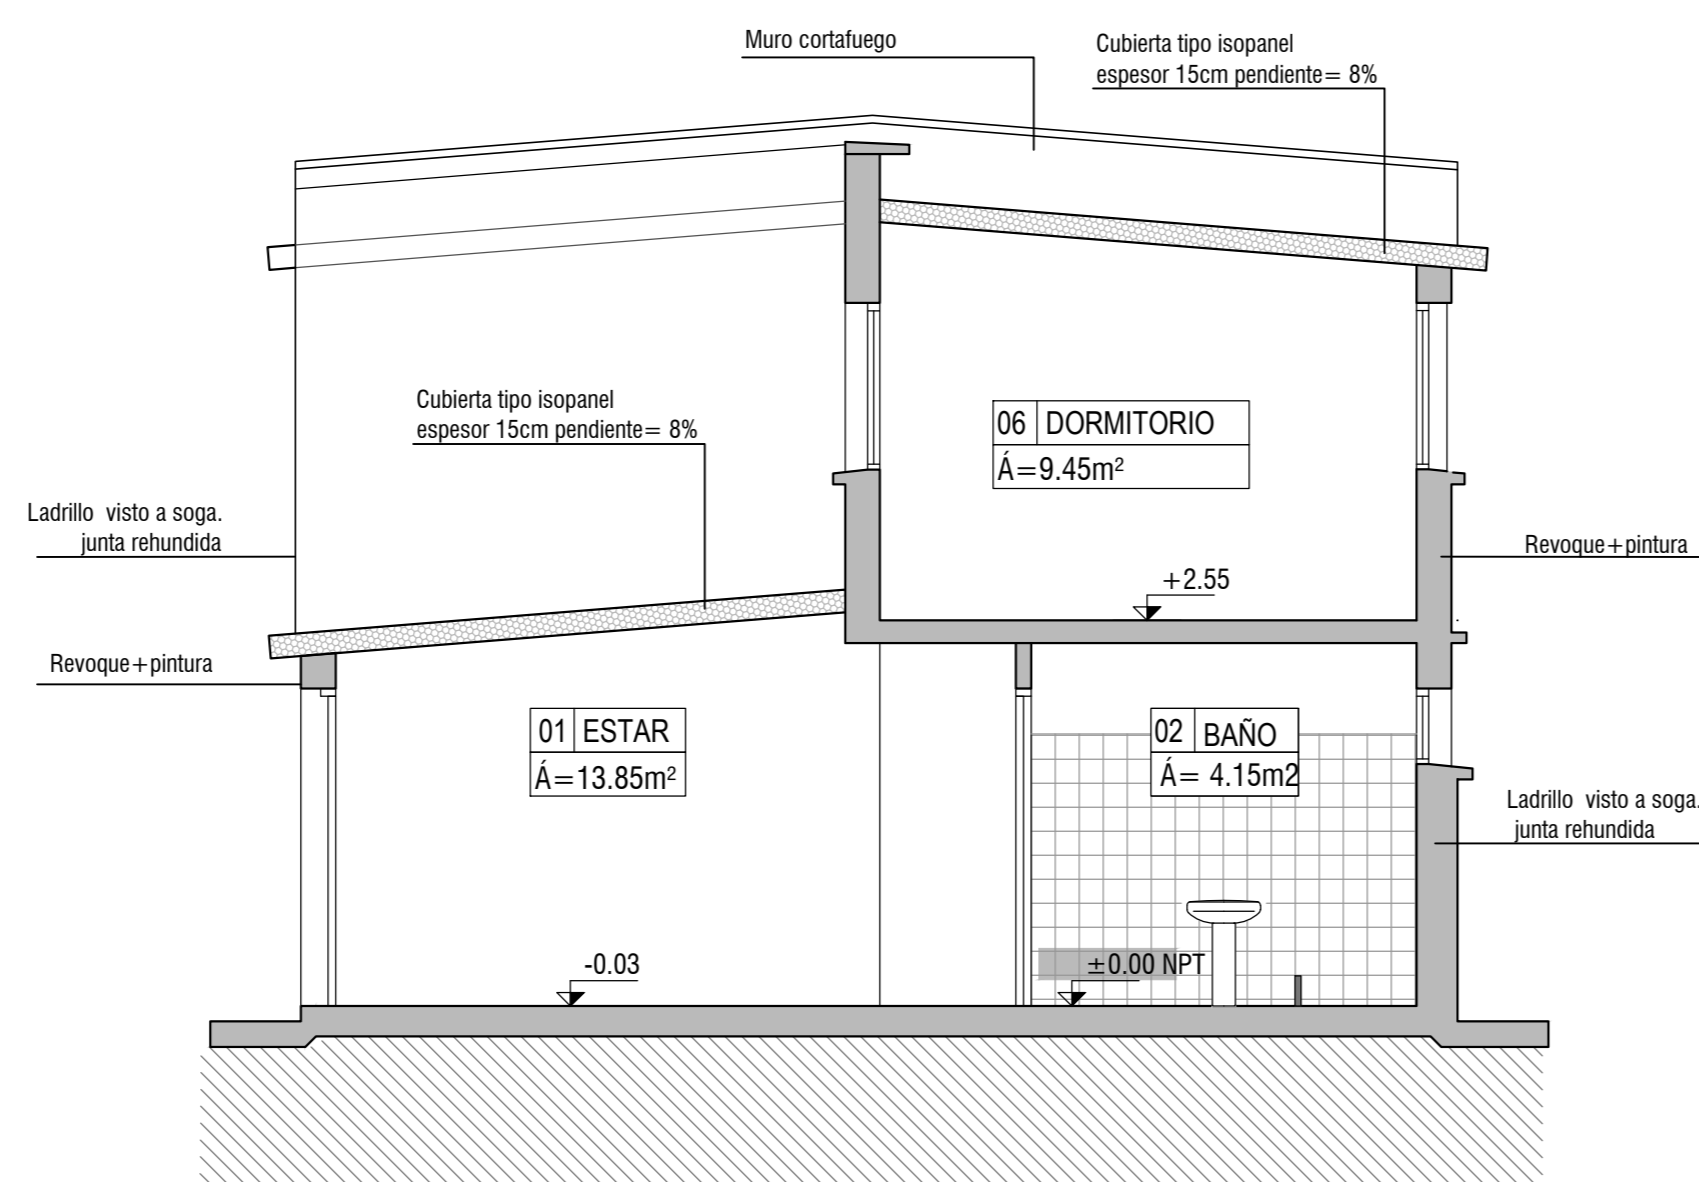 Muro cortafuego
Cubierta tipo isopanel
espesor 15cm pendiente= 8%
Cubierta tipo isopanel
espesor 15cm pendiente= 8%
06 DORMITORIO
Á=9.45m²
Ladrillo visto a soga.
junta rehundida
Revoque+pintura
+2.55
Revoque+pintura
01 ESTAR
Á=13.85m²
02 BAÑO
Á= 4.15m2
Ladrillo visto a soga.
junta rehundida
-0.03
±0.00 NPT